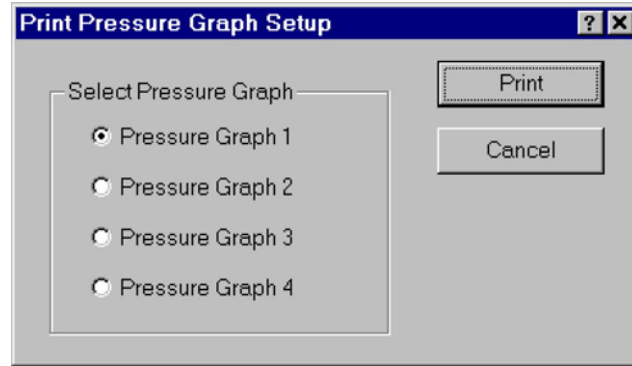 Print Pressure Graph Setup
Select Pressure Graph
Pressure Graph 1
Pressure Graph 2
Pressure Graph 3
Pressure Graph 4
Print
Cancel